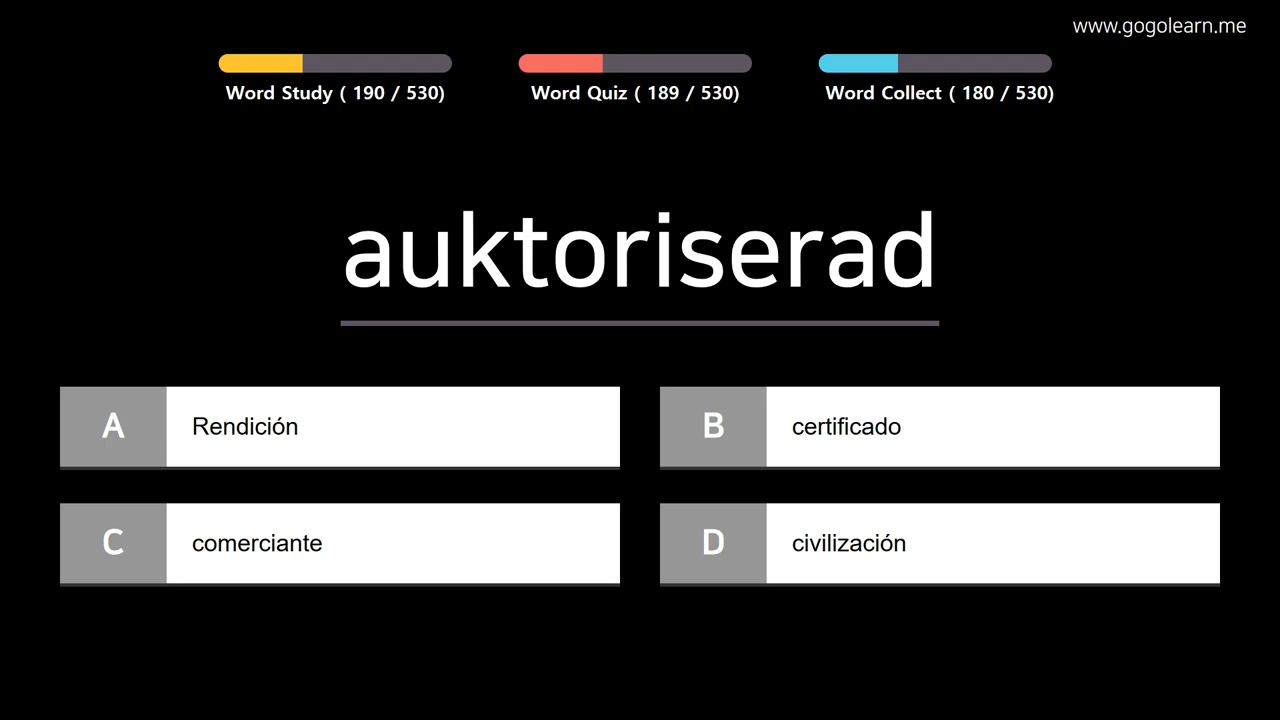 www.gogolearn.me
Word Study ( 190 / 530)
Word Quiz ( 189 / 530)
Word Collect ( 180 / 530)
auktoriserad
A Rendición
B certificado
C comerciante
D civilización